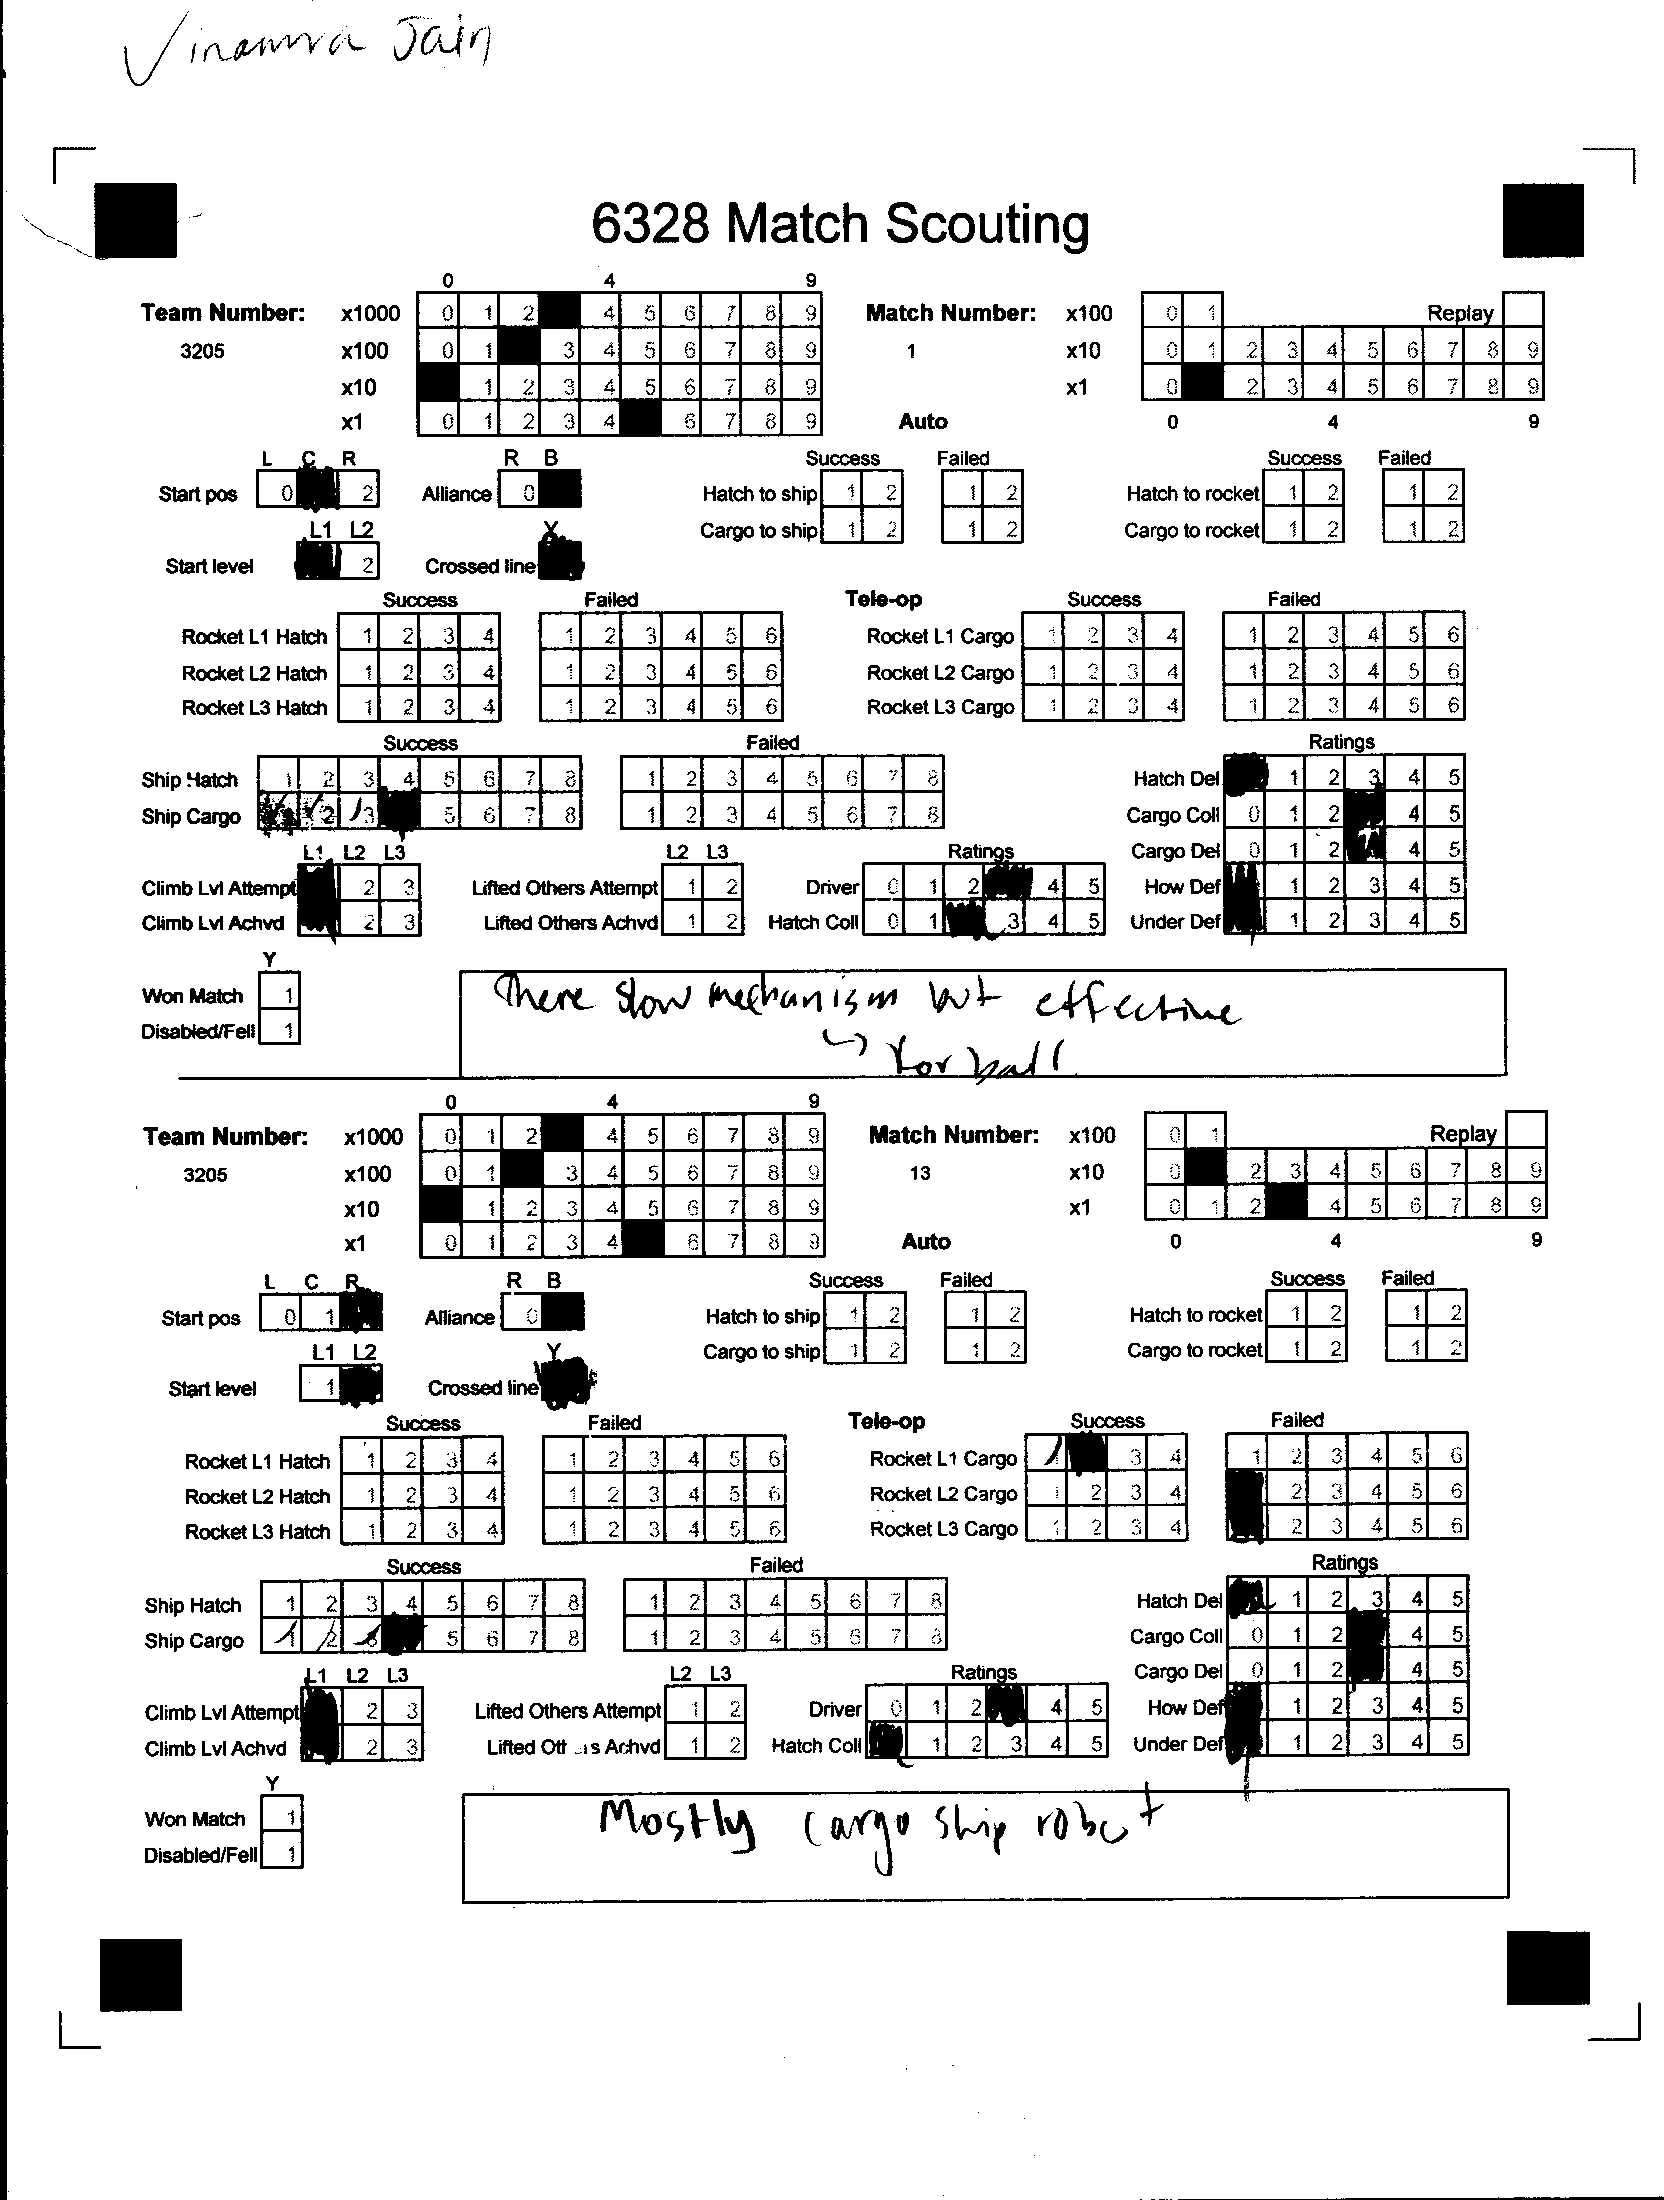 Vinamra Jain
6328 Match Scouting
0 4 9
Team Number: x1000 0 1 2 4 5 6 7 8 9 Match Number: x100 0 1 Replay
3205 x100 0 1 3 4 5 6 7 8 9 1 x10 0 1 2 3 4 5 6 7 8 9
x10 1 2 3 4 5 6 7 8 9 x1 0 2 3 4 5 6 7 8 9
x1 0 1 2 3 4 6 7 8 9 Auto 0 4 9
L C R R B Success Failed Success Failed
Start pos 0 2 Alliance 0 Hatch to ship 1 2 1 2 Hatch to rocket 1 2 1 2
L1 L2 Y Cargo to ship 1 2 1 2 Cargo to rocket 1 2 1 2
Start level 2 Crossed line
Success Failed Tele-op Success Failed
Rocket L1 Hatch 1 2 3 4 1 2 3 4 5 6 Rocket L1 Cargo 1 2 3 4 1 2 3 4 5 6
Rocket L2 Hatch 1 2 3 4 1 2 3 4 5 6 Rocket L2 Cargo 1 2 3 4 1 2 3 4 5 6
Rocket L3 Hatch 1 2 3 4 1 2 3 4 5 6 Rocket L3 Cargo 1 2 3 4 1 2 3 4 5 6
Success Failed Ratings
Ship Hatch 1 2 3 4 5 6 7 8 1 2 3 4 5 6 7 8 Hatch Del 1 2 3 4 5
Ship Cargo 2 3 5 6 7 8 1 2 3 4 5 6 7 8 Cargo Coll 0 1 2 4 5
L1 L2 L3 L2 L3 Ratings Cargo Del 0 1 2 4 5
Climb Lvl Attempt 2 3 Lifted Others Attempt 1 2 Driver 0 1 2 4 5 How Def 1 2 3 4 5
Climb Lvl Achvd 2 3 Lifted Others Achvd 1 2 Hatch Coll 0 1 3 4 5 Under Def 1 2 3 4 5
Y
Won Match 1 There slow mechanism but effective
Disabled/Fell 1 for ball
0 4 9
Team Number: x1000 0 1 2 4 5 6 7 8 9 Match Number: x100 0 1 Replay
3205 x100 0 1 3 4 5 6 7 8 9 13 x10 0 2 3 4 5 6 7 8 9
x10 1 2 3 4 5 6 7 8 9 x1 0 1 2 4 5 6 7 8 9
x1 0 1 2 3 4 6 7 8 9 Auto 0 4 9
L C R R B Success Failed Success Failed
Start pos 0 1 Alliance 0 Hatch to ship 1 2 1 2 Hatch to rocket 1 2 1 2
L1 L2 Y Cargo to ship 1 2 1 2 Cargo to rocket 1 2 1 2
Start level 1 Crossed line
Success Failed Tele-op Success Failed
Rocket L1 Hatch 1 2 3 4 1 2 3 4 5 6 Rocket L1 Cargo 1 3 4 1 2 3 4 5 6
Rocket L2 Hatch 1 2 3 4 1 2 3 4 5 6 Rocket L2 Cargo 1 2 3 4 2 3 4 5 6
Rocket L3 Hatch 1 2 3 4 1 2 3 4 5 6 Rocket L3 Cargo 1 2 3 4 2 3 4 5 6
Success Failed Ratings
Ship Hatch 1 2 3 4 5 6 7 8 1 2 3 4 5 6 7 8 Hatch Del 1 2 3 4 5
Ship Cargo 1 2 3 5 6 7 8 1 2 3 4 5 6 7 8 Cargo Coll 0 1 2 4 5
L1 L2 L3 L2 L3 Ratings Cargo Del 0 1 2 4 5
Climb Lvl Attempt 2 3 Lifted Others Attempt 1 2 Driver 0 1 2 4 5 How Def 1 2 3 4 5
Climb Lvl Achvd 2 3 Lifted Achvd 1 2 Hatch Coll 1 2 3 4 5 Under Def 1 2 3 4 5
Y
Won Match 1 Mostly cargo ship robot
Disabled/Fell 1